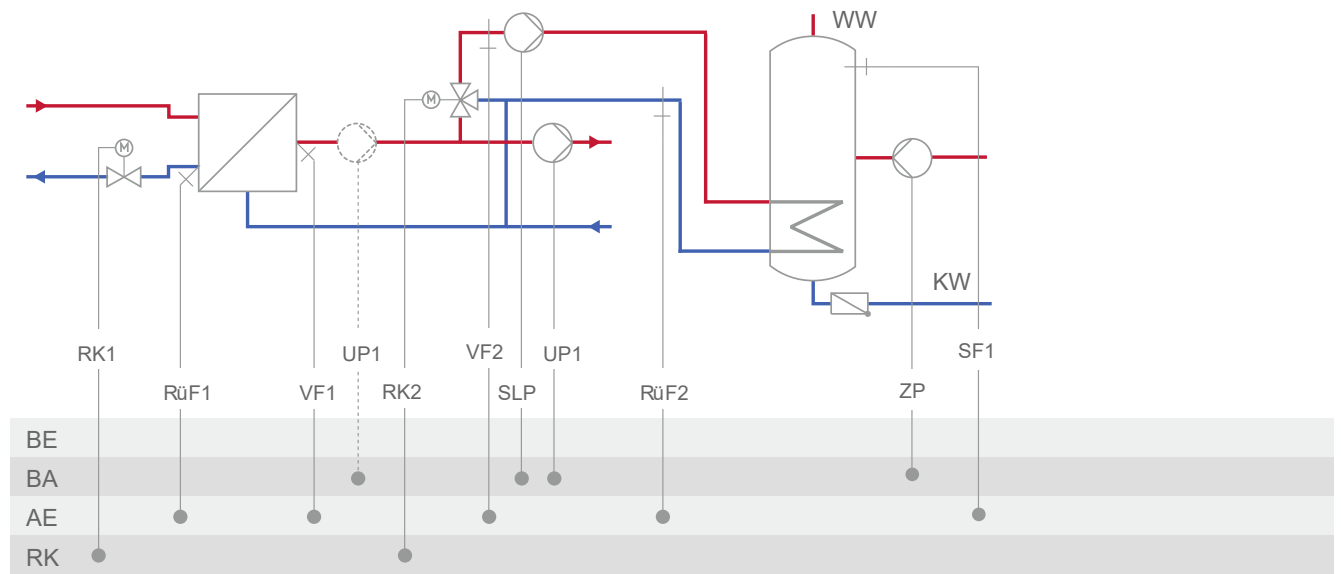 WW
M
M
KW
RK1
UP1
VF2
UP1
SF1
RüF1
VF1
RK2
SLP
RüF2
ZP
BE
BA
AE
RK